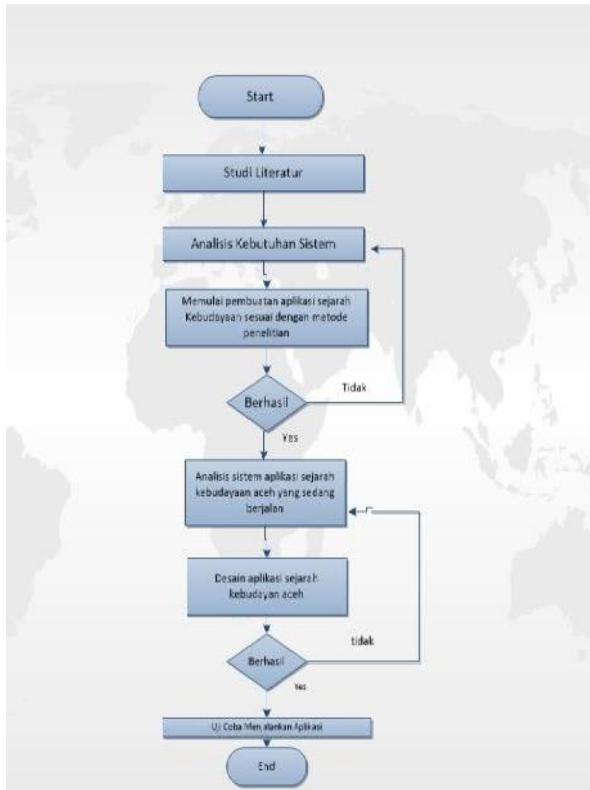 Start
Studi Literatur
Analisis Kebutuhan Sistem
Memulai pembuatan aplikasi sejarah
Kebudayaan sesuai dengan metode
penelitian
Berhasil
Tidak
Yes
Analisis sistem aplikasi sejarah
kebudayaan aceh yang sedang
berjalan
Desain aplikasi sejarah
kebudayan aceh
Berhasil
tidak
Yes
Uji Coba Menjalankan Aplikasi
End